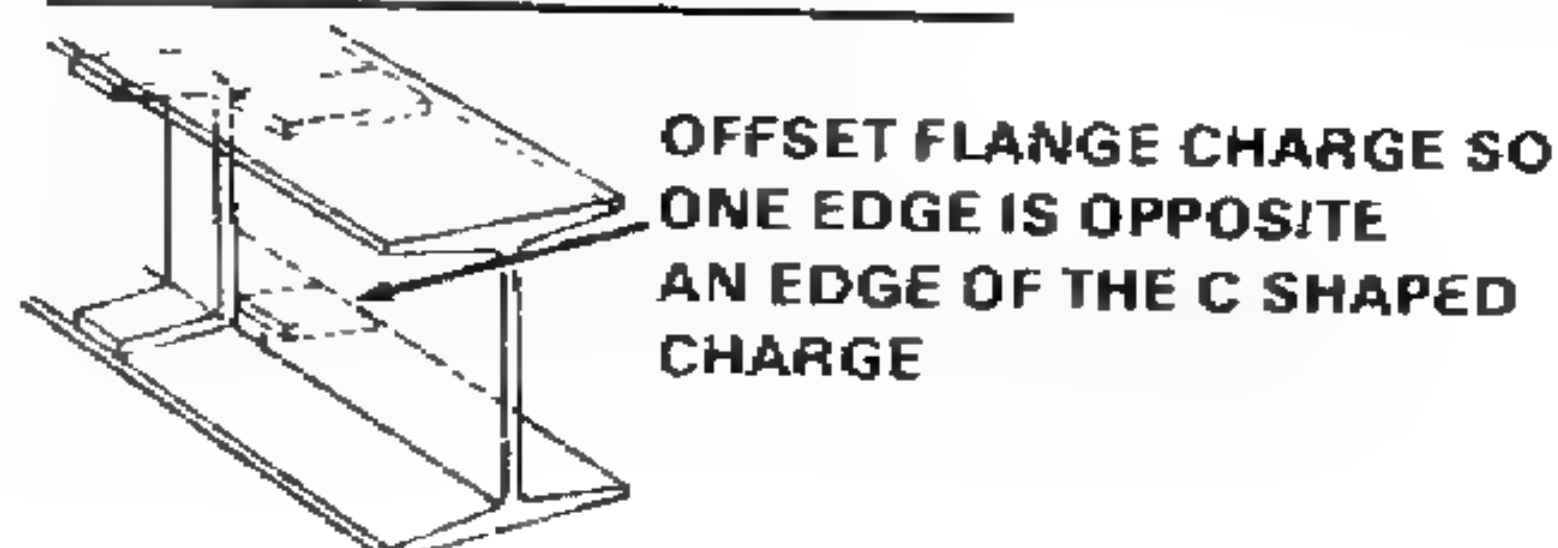 OFFSET FLANGE CHARGE SO
ONE EDGE IS OPPOSITE
AN EDGE OF THE C SHAPED
CHARGE